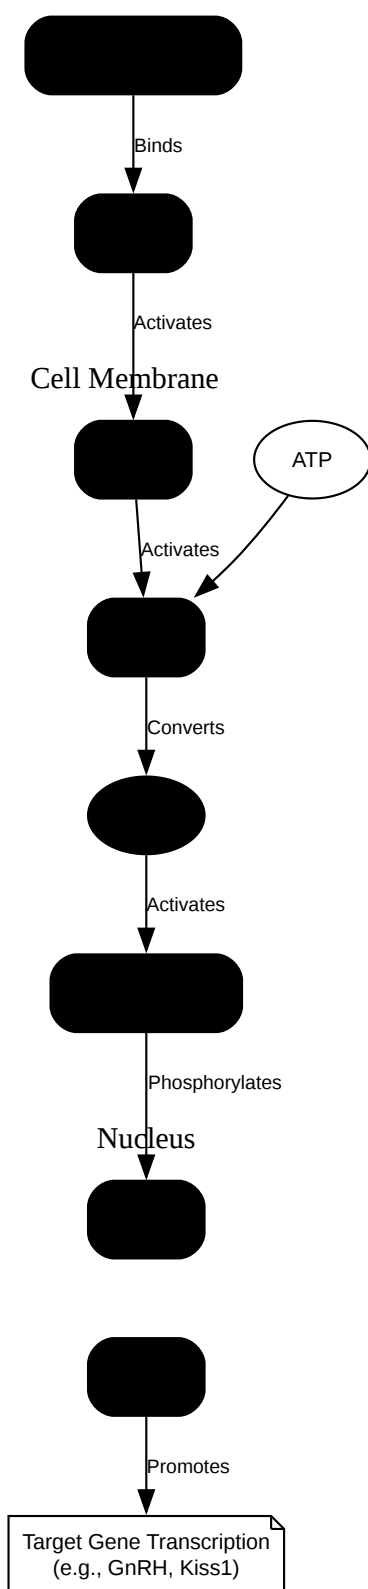 Binds
Activates
Cell Membrane
ATP
Activates
Converts
Activates
Phosphorylates
Nucleus
Promotes
Target Gene Transcription
(e.g., GnRH, Kiss1)